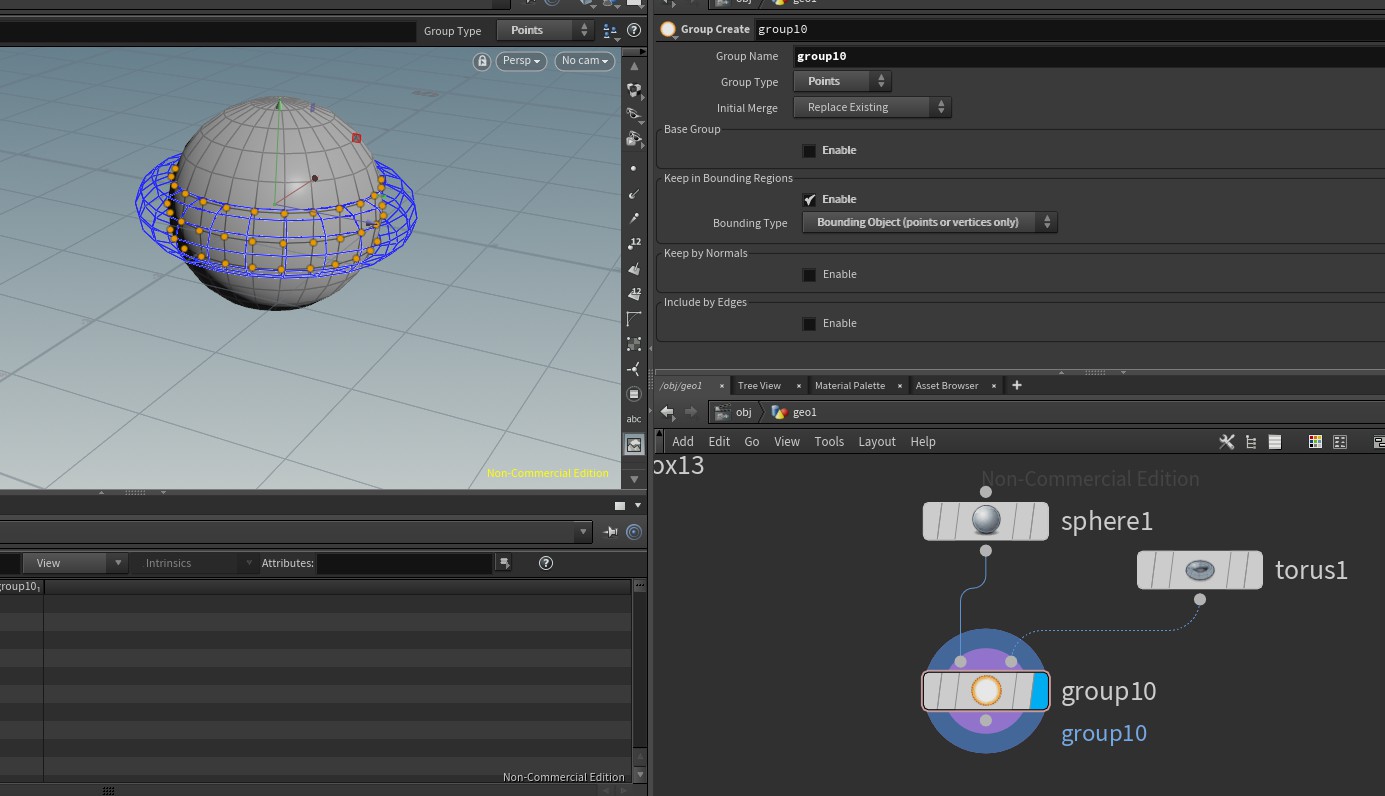 Group Type Points
Persp
No cam
12
12
abc
Non-Commercial Edition
View Intrinsics Attributes:
Non-Commercial Edition
Group Create group10
Group Name group10
Group Type Points
Initial Merge Replace Existing
Base Group
Enable
Keep in Bounding Regions
Enable
Bounding Type Bounding Object (points or vertices only)
Keep by Normals
Enable
Include by Edges
Enable
/obj/geo1 × Tree View × Material Palette × Asset Browser × +
obj geo1
Add Edit Go View Tools Layout Help
ox13
Non-Commercial Edition
sphere1
torus1
group10
group10